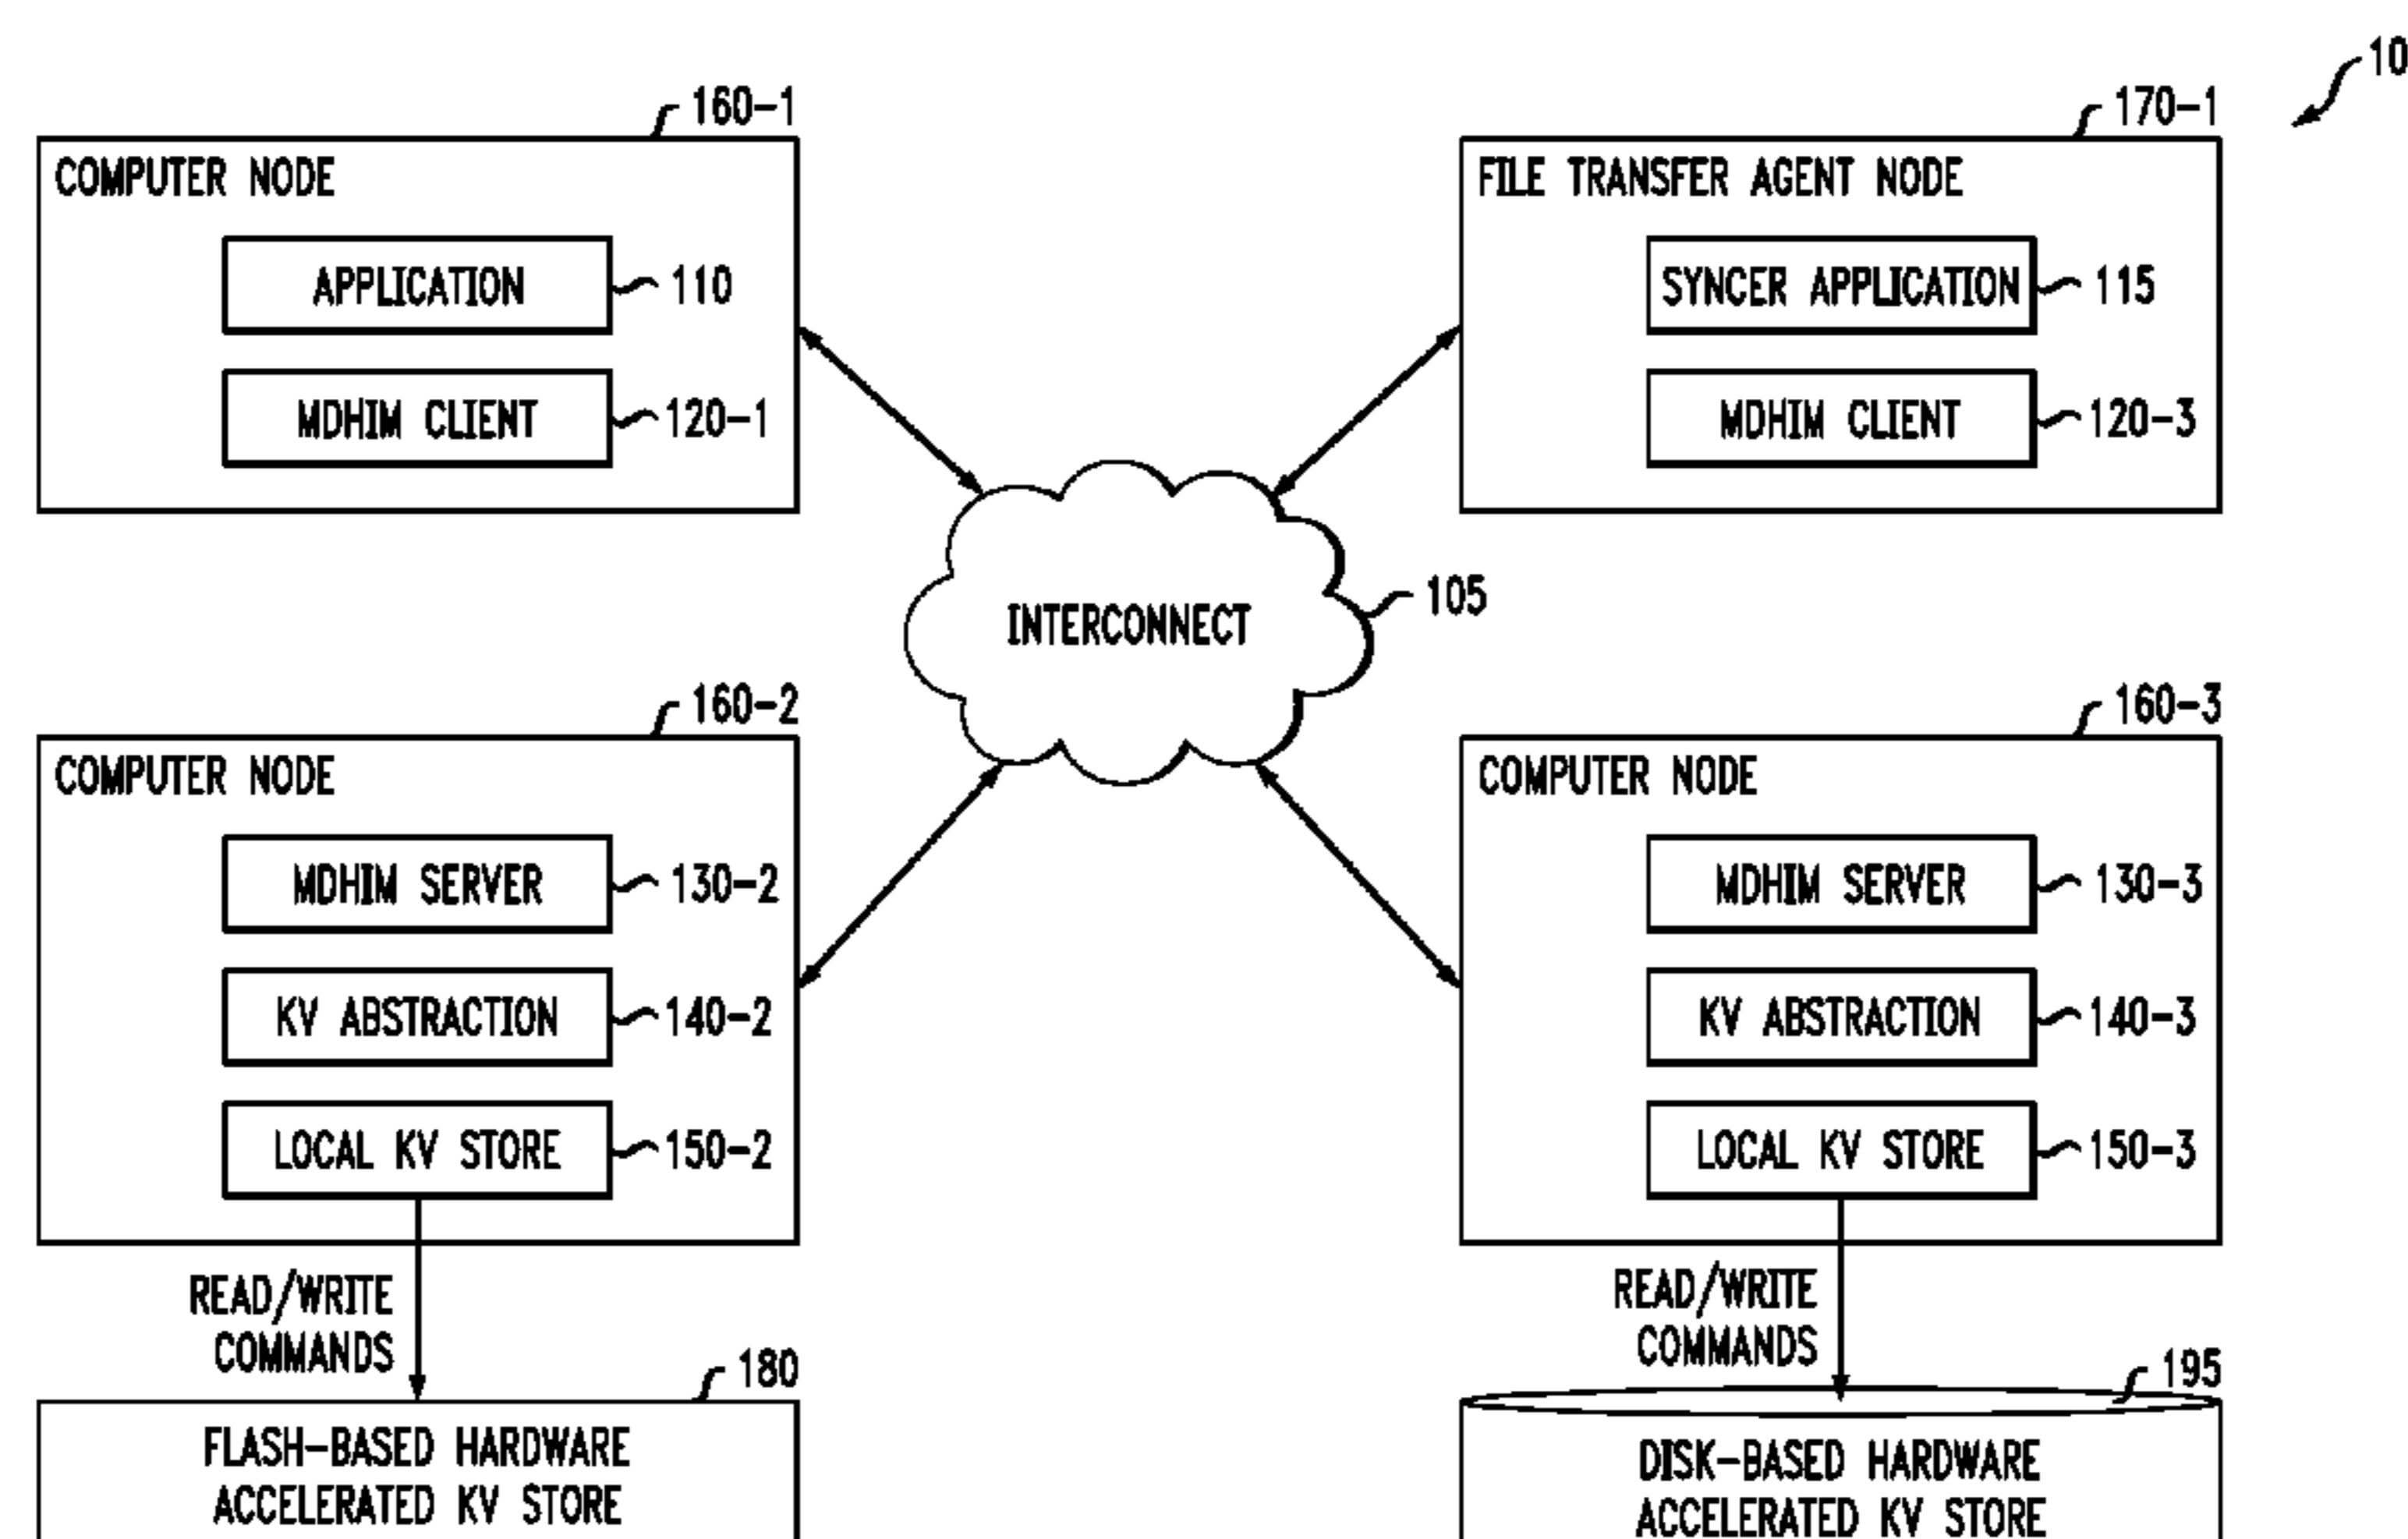 10
160-1
COMPUTER NODE
APPLICATION
110
MDHIM CLIENT
120-1
170-1
FILE TRANSFER AGENT NODE
SYNCER APPLICATION
115
MDHIM CLIENT
120-3
INTERCONNECT
105
160-2
COMPUTER NODE
MDHIM SERVER
130-2
KV ABSTRACTION
140-2
LOCAL KV STORE
150-2
READ/WRITE
COMMANDS
180
FLASH-BASED HARDWARE
ACCELERATED KV STORE
160-3
COMPUTER NODE
MDHIM SERVER
130-3
KV ABSTRACTION
140-3
LOCAL KV STORE
150-3
READ/WRITE
COMMANDS
195
DISK-BASED HARDWARE
ACCELERATED KV STORE